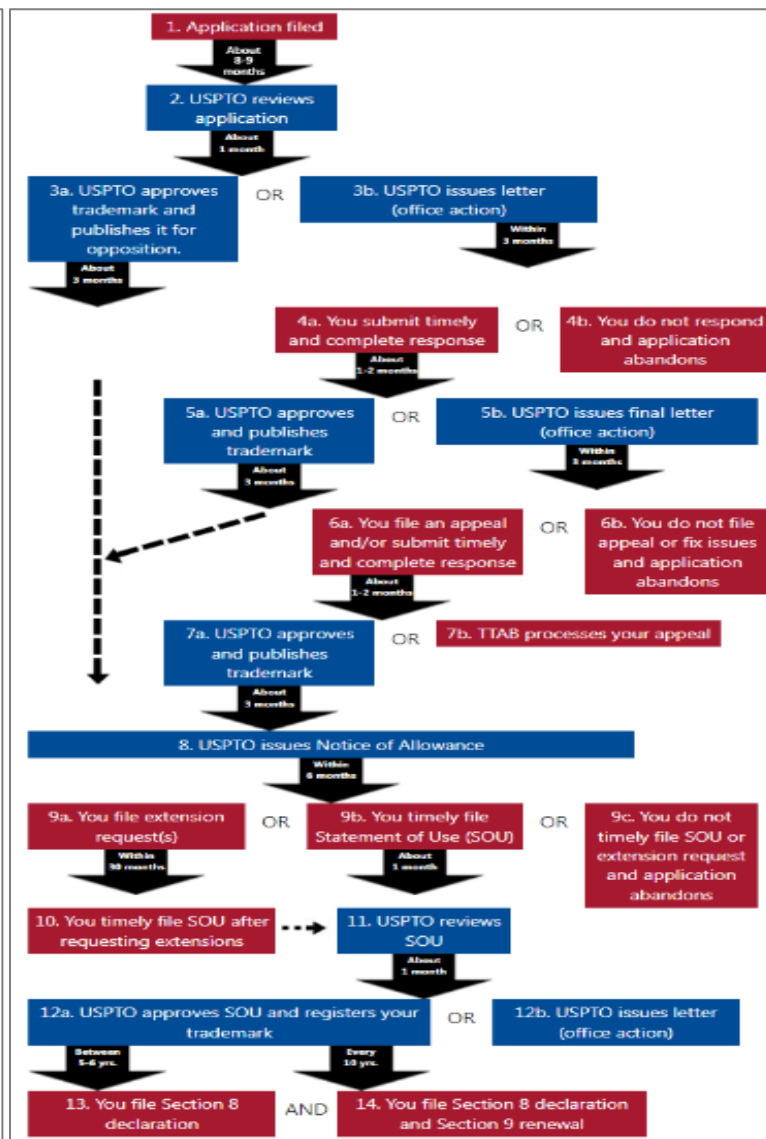 1. Application filed
About
8-9
months
2. USPTO reviews
application
About
1 month
3a. USPTO approves
trademark and
publishes it for
opposition.
OR
3b. USPTO issues letter
(office action)
About
3 months
Within
3 months
4a. You submit timely
and complete response
OR
4b. You do not respond
and application
abandons
About
1-2 months
5a. USPTO approves
and publishes
trademark
OR
5b. USPTO issues final letter
(office action)
About
3 months
Within
3 months
6a. You file an appeal
and/or submit timely
and complete response
OR
6b. You do not file
appeal or fix issues
and application
abandons
About
1-2 months
7a. USPTO approves
and publishes
trademark
OR
7b. TTAB processes your appeal
About
3 months
8. USPTO issues Notice of Allowance
Within
6 months
9a. You file extension
request(s)
OR
9b. You timely file
Statement of Use (SOU)
OR
9c. You do not
timely file SOU or
extension request
and application
abandons
Within
30 months
About
1 month
10. You timely file SOU after
requesting extensions
11. USPTO reviews
SOU
About
1 month
12a. USPTO approves SOU and registers your
trademark
OR
12b. USPTO issues letter
(office action)
Between
5-6 yrs.
Every
10 yrs.
13. You file Section 8
declaration
AND
14. You file Section 8 declaration
and Section 9 renewal